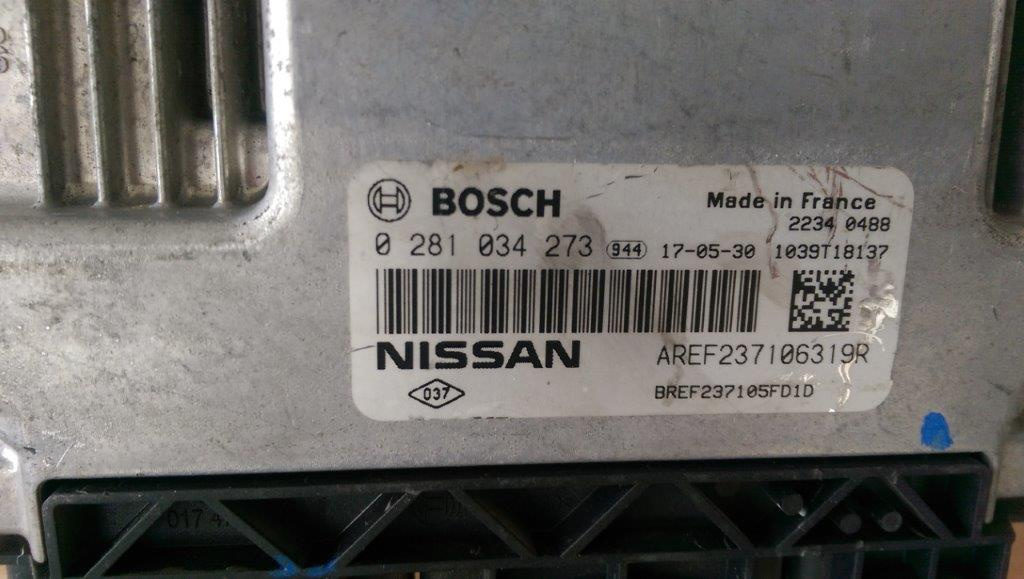 BOSCH
Made in France
2234 0488
0 281 034 273 944 17-05-30 1039T18137
NISSAN AREF237106319R
037 BREF237105FD1D